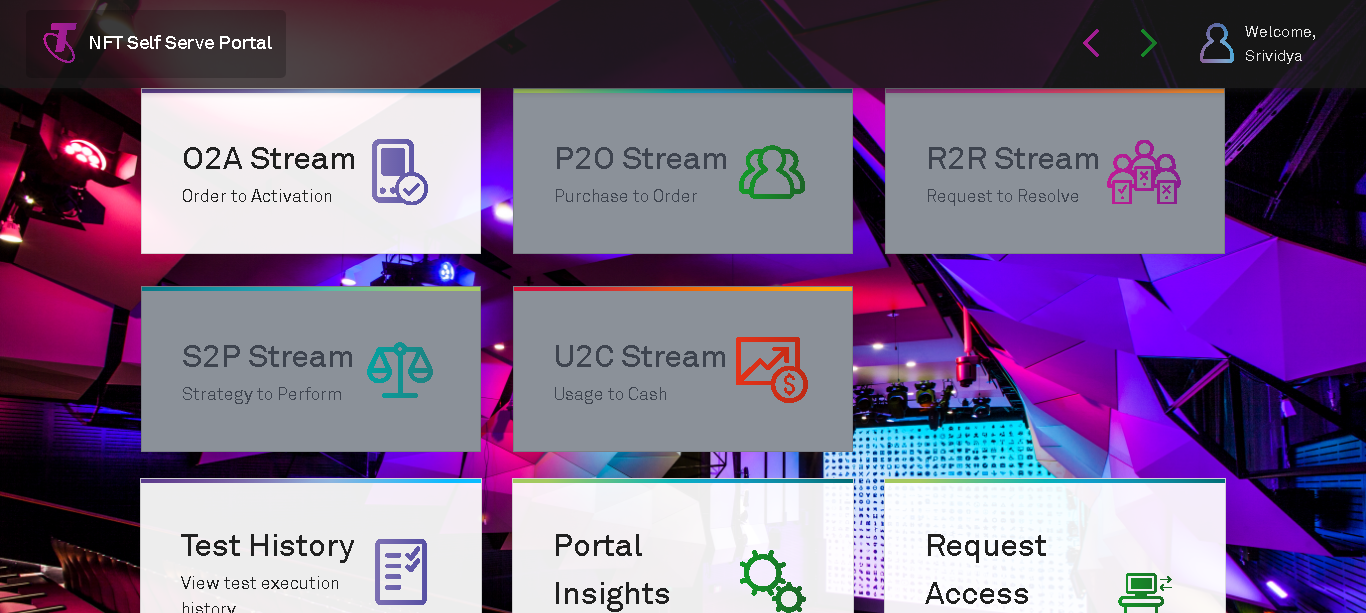 NFT Self Serve Portal
Welcome,
Srividya
O2A Stream
Order to Activation
P2O Stream
Purchase to Order
R2R Stream
Request to Resolve
S2P Stream
Strategy to Perform
U2C Stream
Usage to Cash
Test History
View test execution
history
Portal
Insights
Request
Access